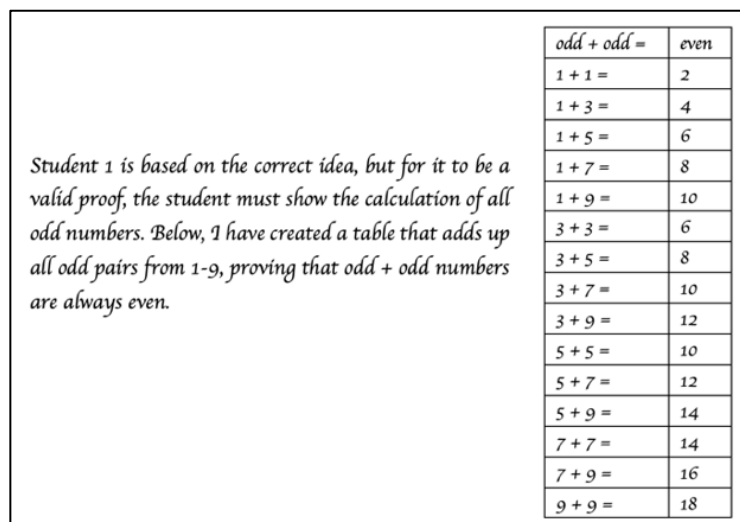 Student 1 is based on the correct idea, but for it to be a
valid proof, the student must show the calculation of all
odd numbers. Below, I have created a table that adds up
all odd pairs from 1-9, proving that odd + odd numbers
are always even.
odd + odd = even
1 + 1 = 2
1 + 3 = 4
1 + 5 = 6
1 + 7 = 8
1 + 9 = 10
3 + 3 = 6
3 + 5 = 8
3 + 7 = 10
3 + 9 = 12
5 + 5 = 10
5 + 7 = 12
5 + 9 = 14
7 + 7 = 14
7 + 9 = 16
9 + 9 = 18